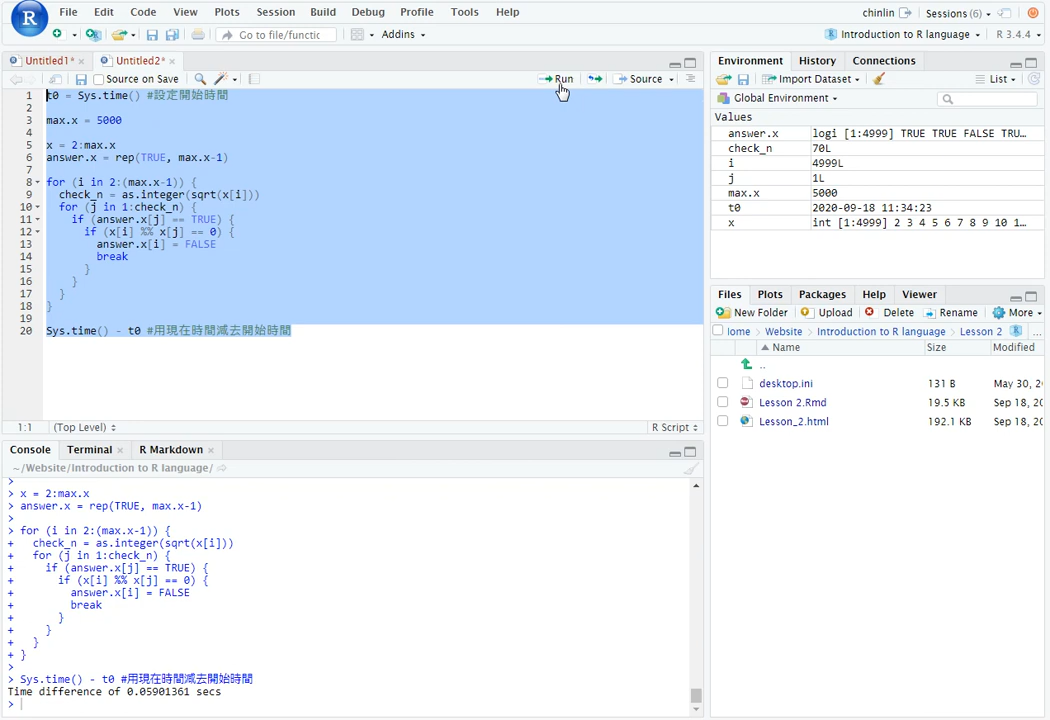 File Edit Code View Plots Session Build Debug Profile Tools Help chinlin Sessions (6)
Go to file/functic Addins Introduction to R language R 3.4.4
Untitled1* Untitled2*
Source on Save Run Source
1 t0 = Sys.time() #設定開始時間
2
3 max.x = 5000
4
5 x = 2:max.x
6 answer.x = rep(TRUE, max.x-1)
7
8 for (i in 2:(max.x-1)) {
9 check_n = as.integer(sqrt(x[i]))
10 for (j in 1:check_n) {
11 if (answer.x[j] == TRUE) {
12 if (x[i] %% x[j] == 0) {
13 answer.x[i] = FALSE
14 break
15 }
16 }
17 }
18 }
19
20 Sys.time() - t0 #用現在時間減去開始時間
1:1 (Top Level) R Script
Console Terminal R Markdown
~/Website/Introduction to R language/
>
> x = 2:max.x
> answer.x = rep(TRUE, max.x-1)
>
> for (i in 2:(max.x-1)) {
+ check_n = as.integer(sqrt(x[i]))
+ for (j in 1:check_n) {
+ if (answer.x[j] == TRUE) {
+ if (x[i] %% x[j] == 0) {
+ answer.x[i] = FALSE
+ break
+ }
+ }
+ }
+ }
>
> Sys.time() - t0 #用現在時間減去開始時間
Time difference of 0.05901361 secs
>
Environment History Connections
Import Dataset List
Global Environment
Values
answer.x logi [1:4999] TRUE TRUE FALSE TRU…
check_n 70L
i 4999L
j 1L
max.x 5000
t0 2020-09-18 11:34:23
x int [1:4999] 2 3 4 5 6 7 8 9 10 1…
Files Plots Packages Help Viewer
New Folder Upload Delete Rename More
lome Website Introduction to R language Lesson 2 ...
Name Size Modified
..
desktop.ini 131 B May 30, 20
Lesson 2.Rmd 19.5 KB Sep 18, 20
Lesson_2.html 192.1 KB Sep 18, 20